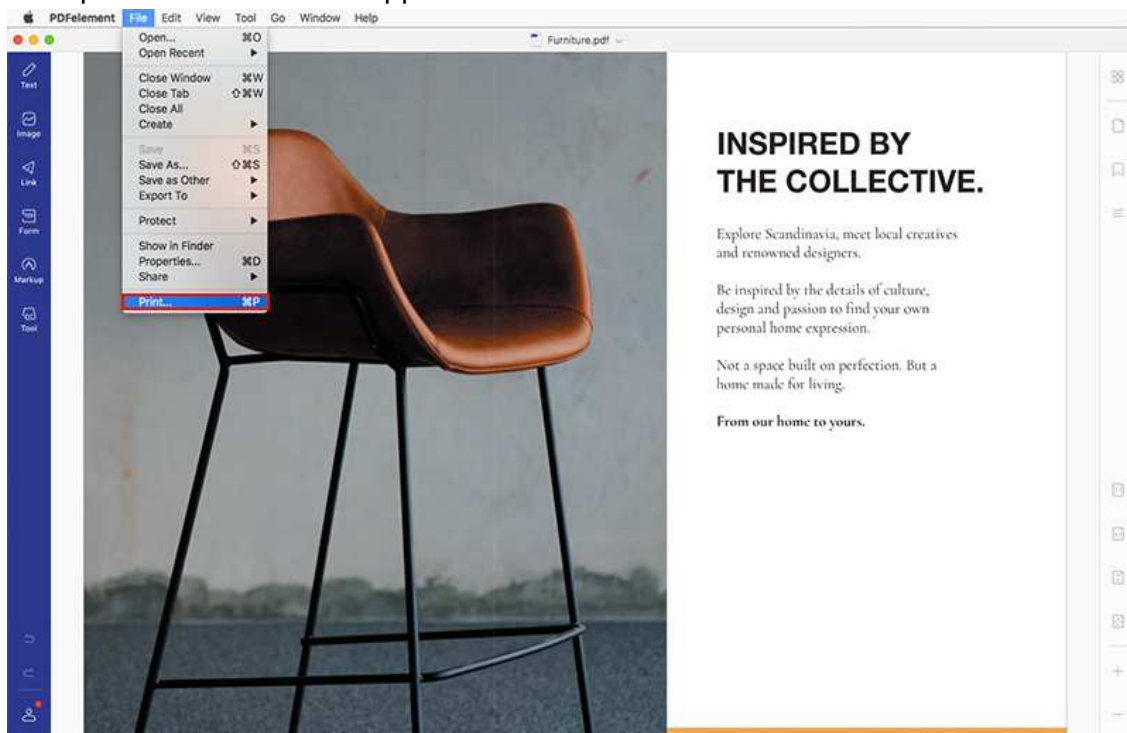 PDFelement File Edit View Tool Go Window Help
Furniture.pdf
Open... ⌘O
Open Recent
Close Window ⌘W
Close Tab ⇧⌘W
Close All
Create
Save ⌘S
Save As... ⇧⌘S
Save as Other
Export To
Protect
Show in Finder
Properties... ⌘D
Share
Print... ⌘P
Text
Image
Link
Form
Markup
Tool
INSPIRED BY
THE COLLECTIVE.
Explore Scandinavia, meet local creatives
and renowned designers.
Be inspired by the details of culture,
design and passion to find your own
personal home expression.
Not a space built on perfection. But a
home made for living.
From our home to yours.